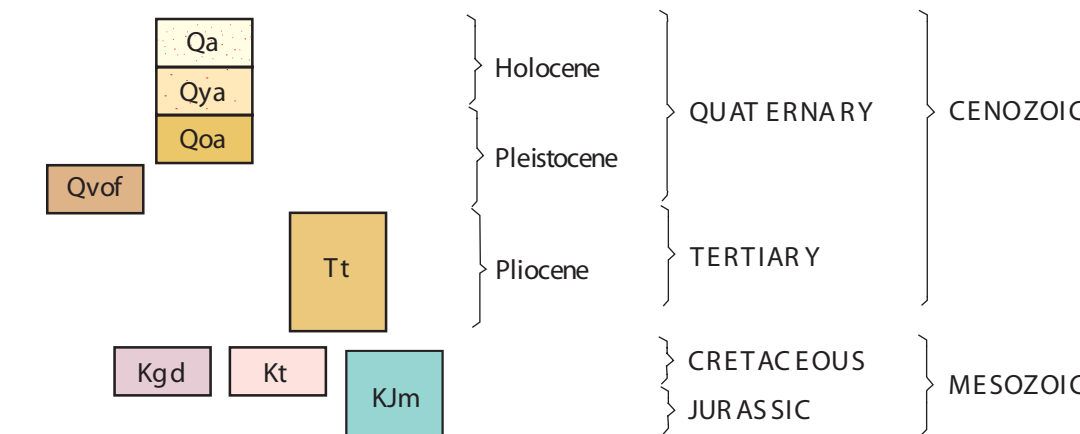 Qa
Holocene
Qya
QUATERNARY
CENOZOIC
Qoa
Pleistocene
Qvof
TERTIARY
Tt
Pliocene
Kgd
Kt
CRETACEOUS
KJm
MESOZOIC
JURASSIC